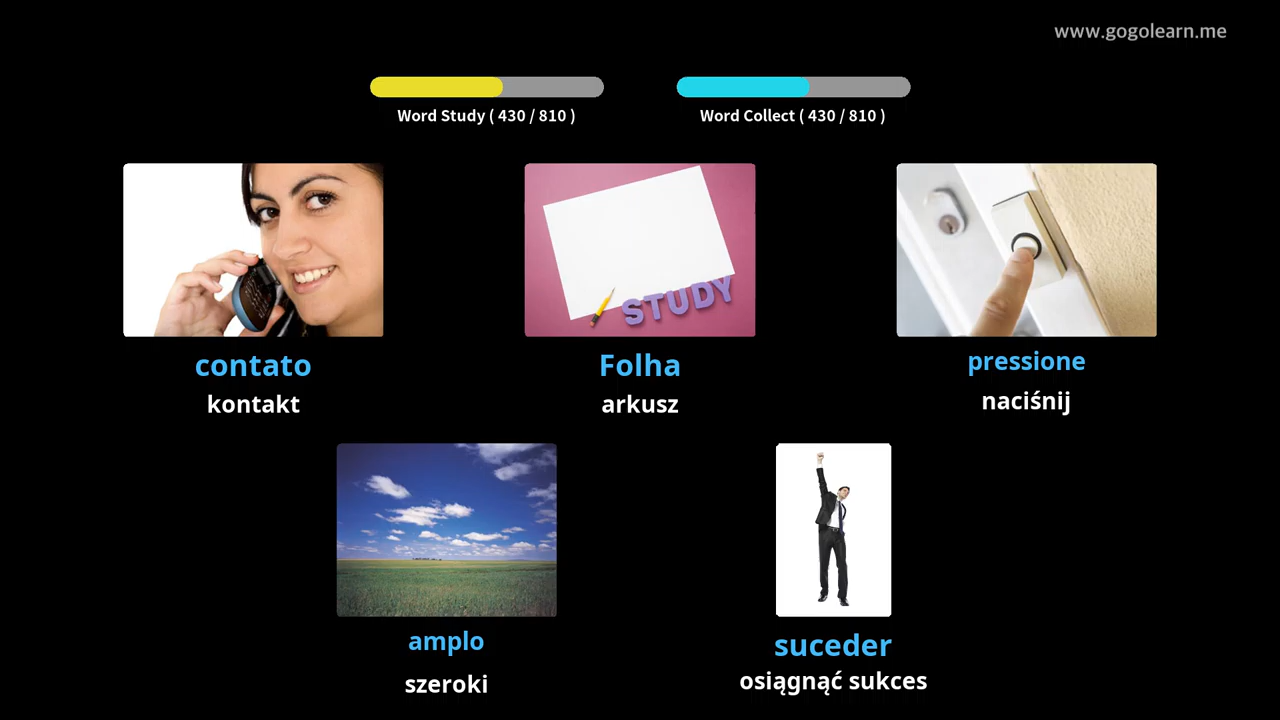 www.gogolearn.me
Word Study ( 430 / 810 )
Word Collect ( 430 / 810 )
STUDY
contato
kontakt
Folha
arkusz
pressione
naciśnij
amplo
szeroki
suceder
osiągnąć sukces